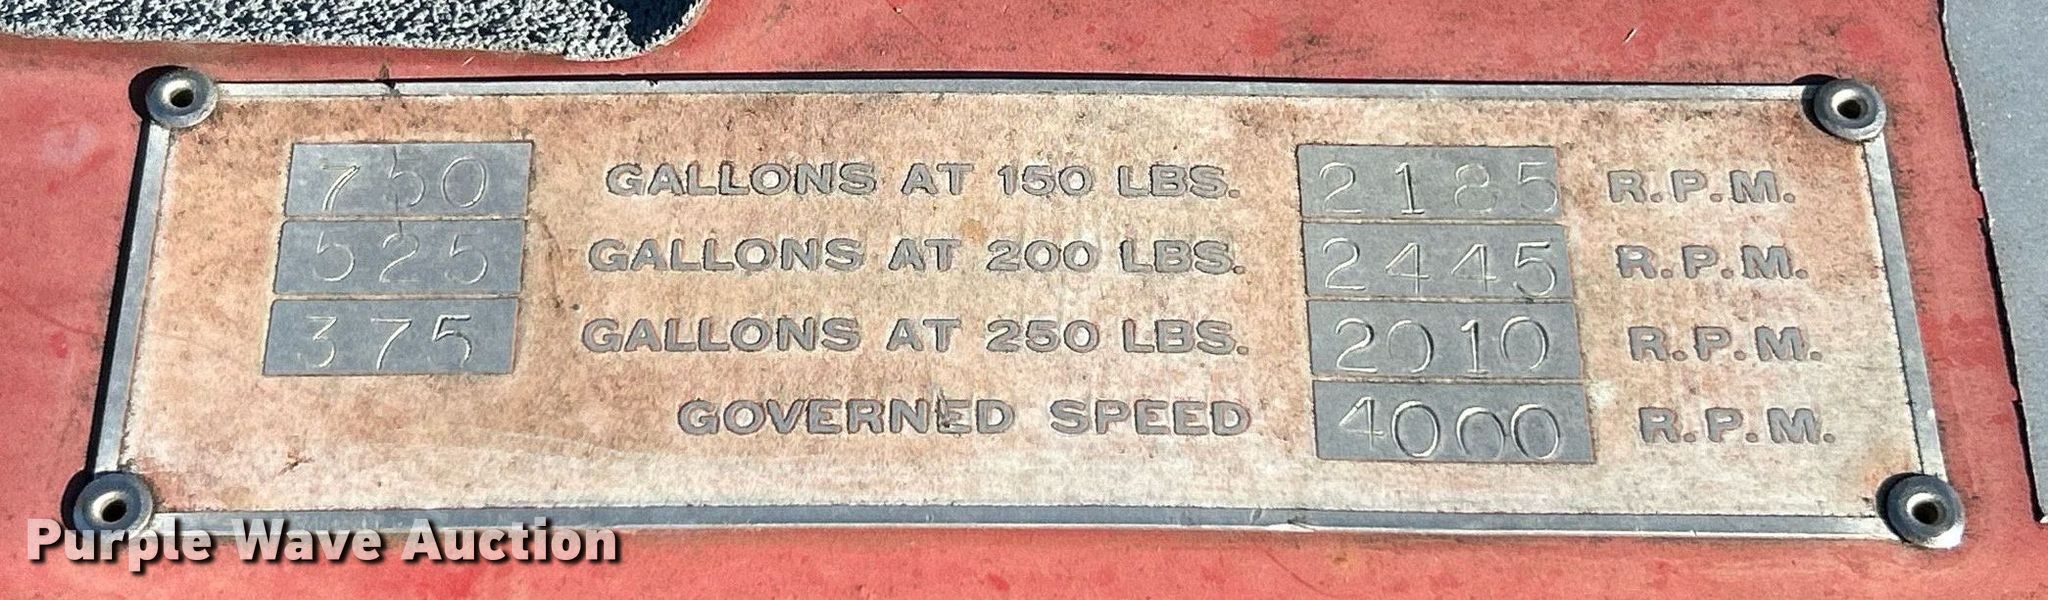 750 GALLONS AT 150 LBS. 2185 R.P.M.
525 GALLONS AT 200 LBS. 2445 R.P.M.
375 GALLONS AT 250 LBS. 2010 R.P.M.
GOVERNED SPEED 4000 R.P.M.
Purple Wave Auction